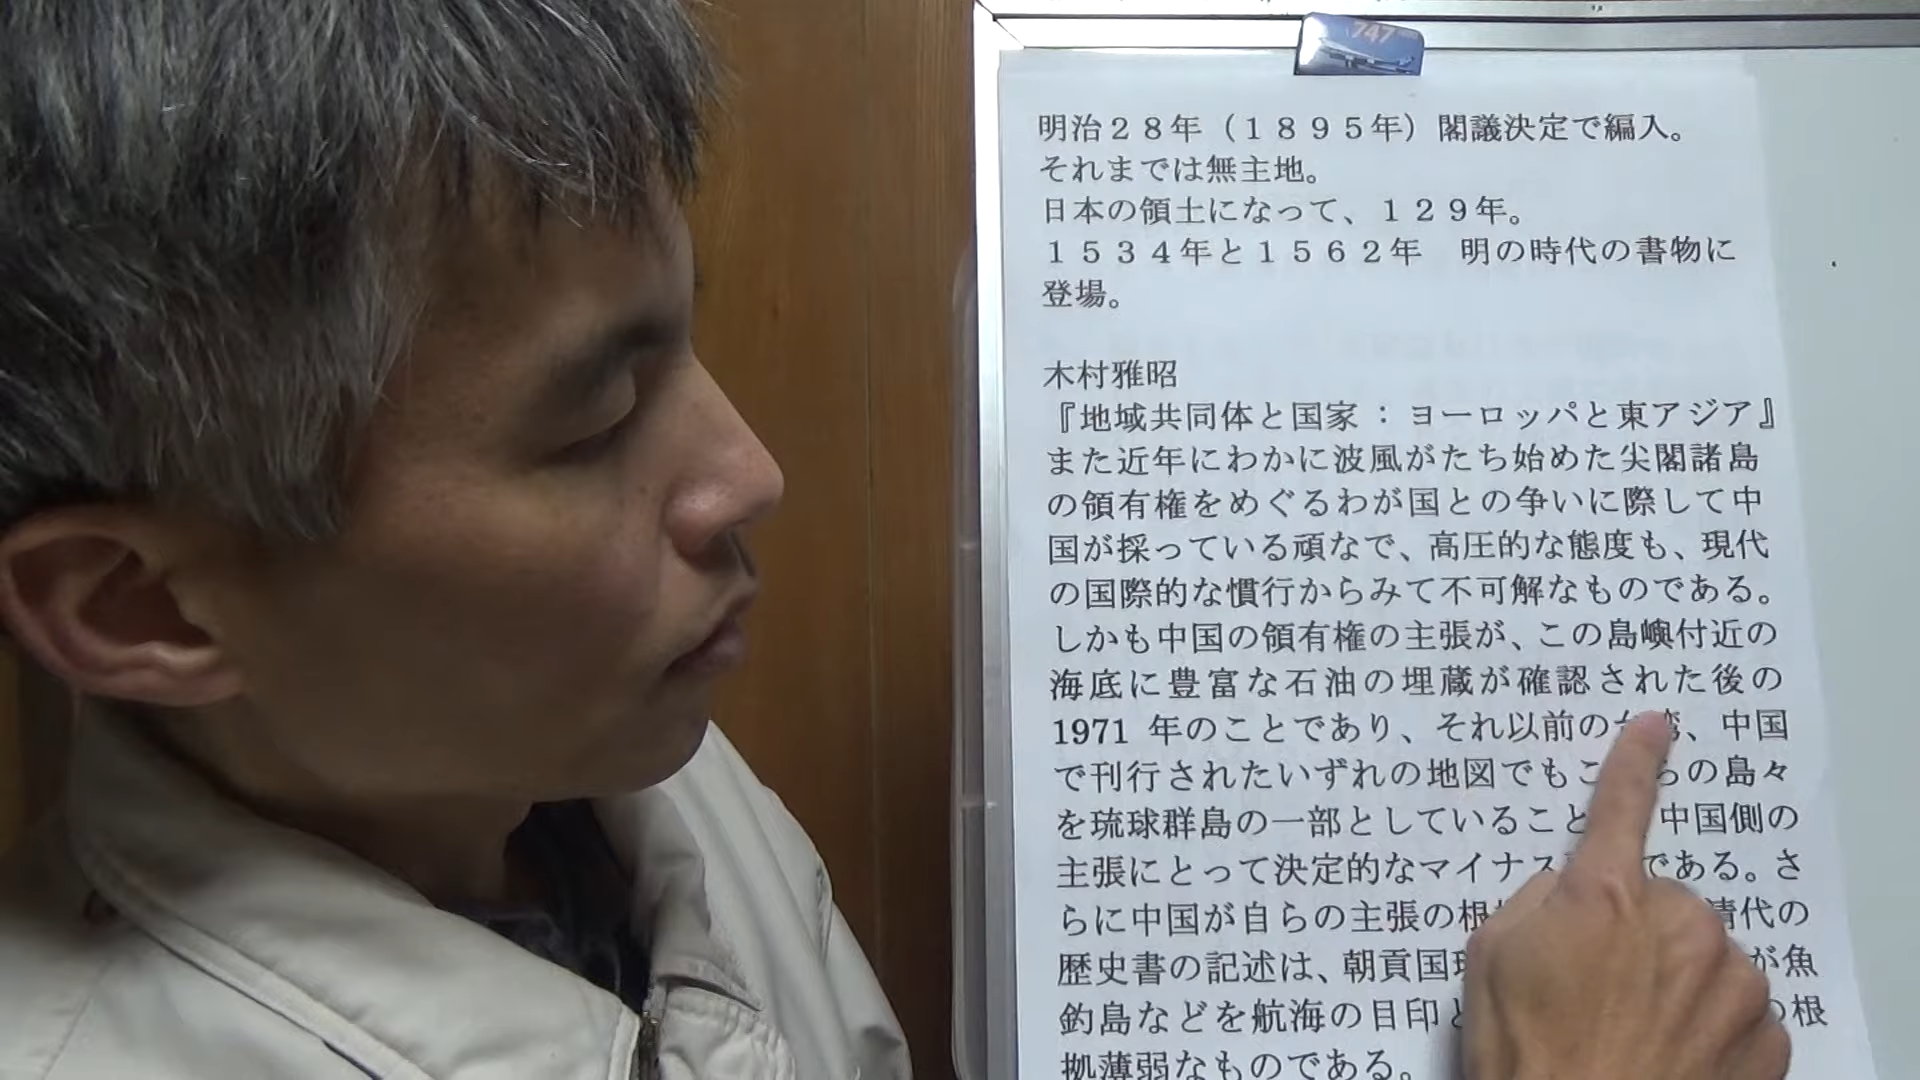 747
明治２８年（１８９５年）閣議決定で編入。
それまでは無主地。
日本の領土になって、１２９年。
１５３４年と１５６２年　明の時代の書物に
登場。
木村雅昭
『地域共同体と国家：ヨーロッパと東アジア』
また近年にわかに波風がたち始めた尖閣諸島
の領有権をめぐるわが国との争いに際して中
国が採っている頑なで、高圧的な態度も、現代
の国際的な慣行からみて不可解なものである。
しかも中国の領有権の主張が、この島嶼付近の
海底に豊富な石油の埋蔵が確認された後の
1971 年のことであり、それ以前の台湾、中国
で刊行されたいずれの地図でもこ らの島々
を琉球群島の一部としていること 中国側の
主張にとって決定的なマイナス である。さ
らに中国が自らの主張の根 清代の
歴史書の記述は、朝貢国 が魚
釣島などを航海の目印と の根
拠薄弱なものである。